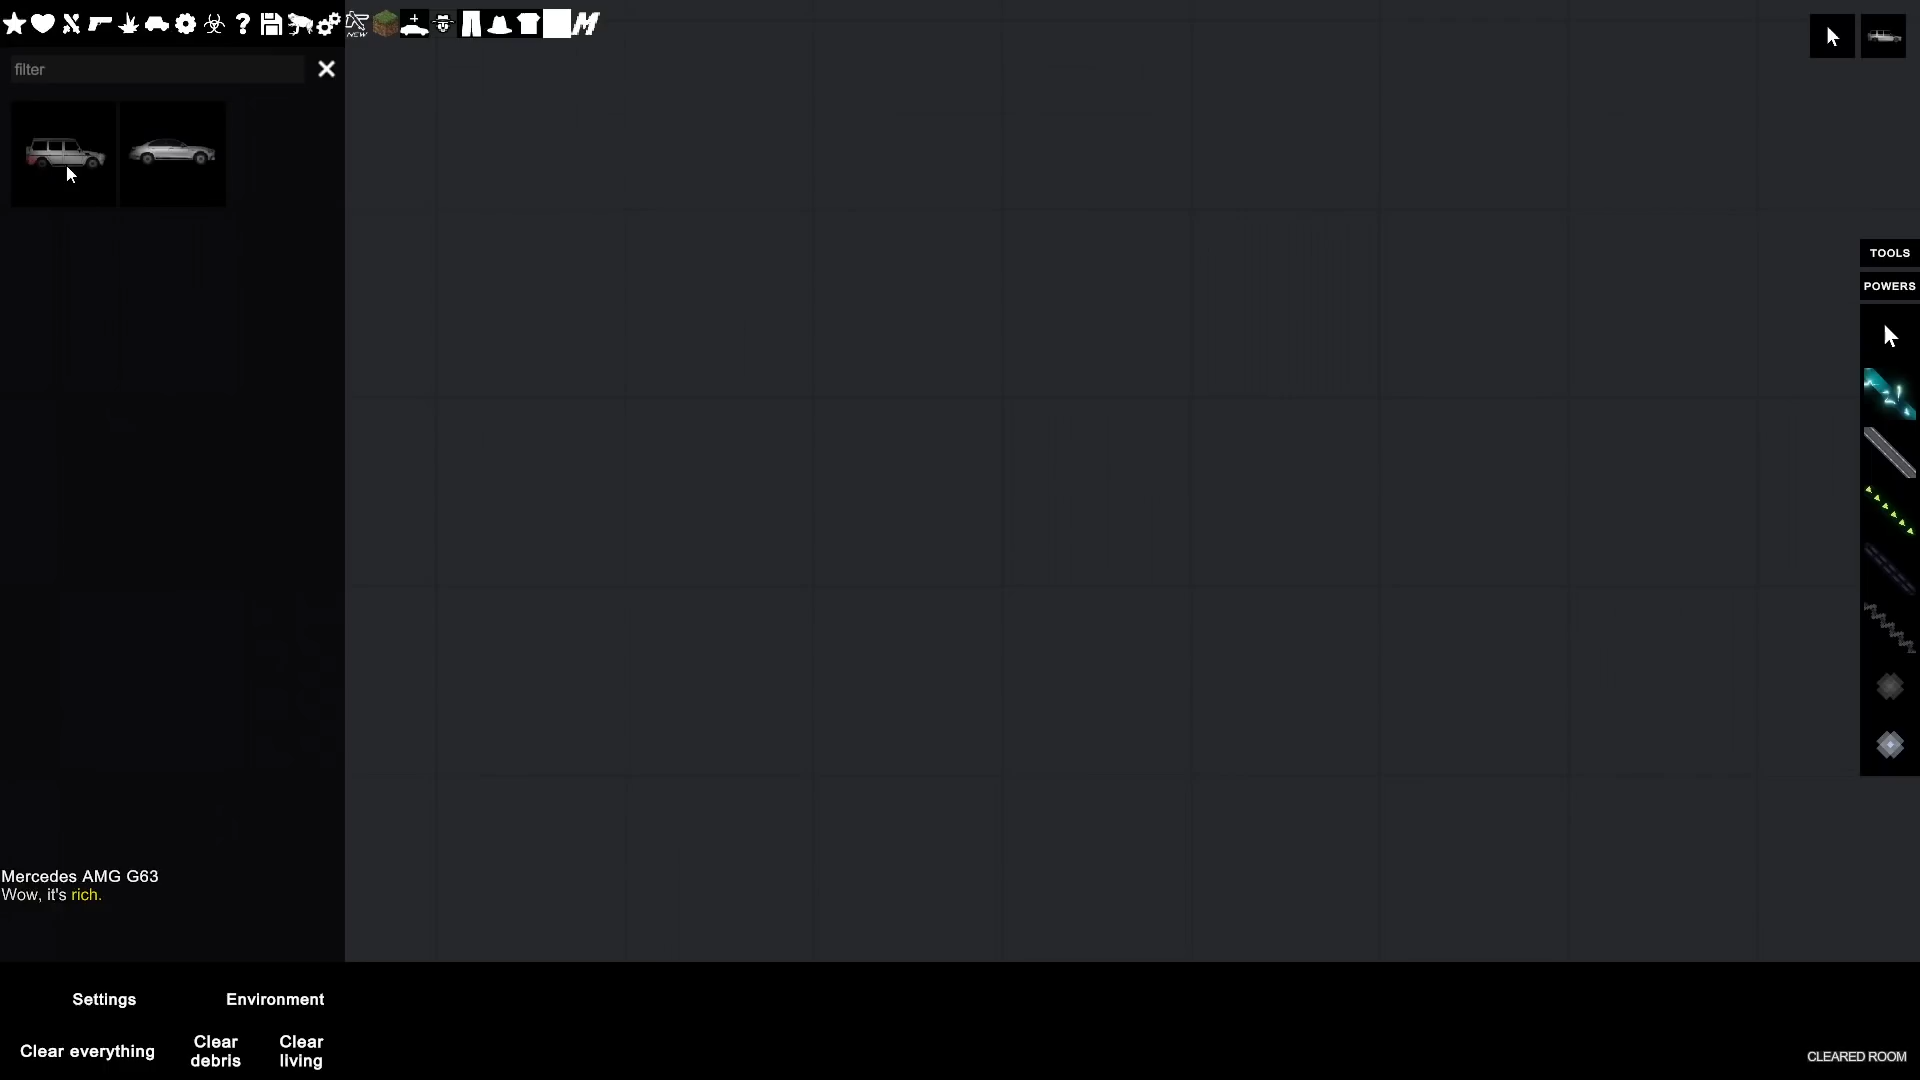 NEW
filter
TOOLS
POWERS
Mercedes AMG G63
Wow, it's rich.
Settings
Environment
Clear everything
Clear
debris
Clear
living
CLEARED ROOM